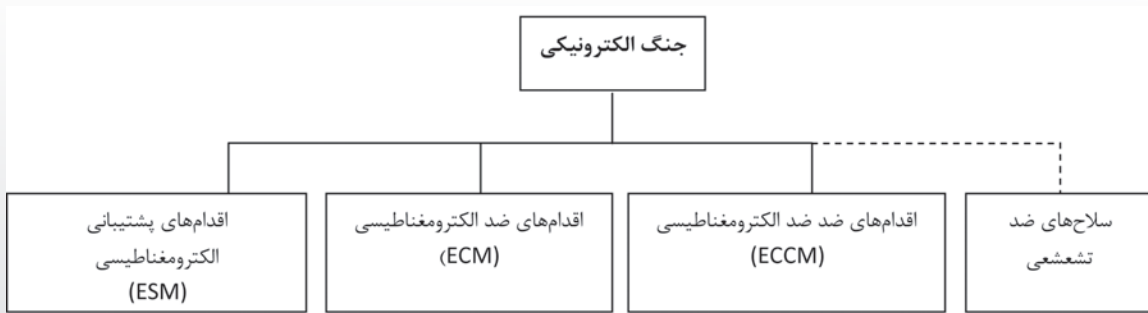 جنگ الکترونیکی
سلاح‌های ضد
تشعشعی
اقدام‌های ضد ضد الکترومغناطیسی
(ECCM)
اقدام‌های ضد الکترومغناطیسی
(ECM)
اقدام‌های پشتیبانی
الکترومغناطیسی
(ESM)